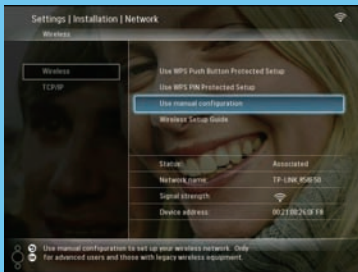 Settings | Installation | Network
Wireless
Wireless
TCP/IP
Use WPS Push Button Protected Setup
Use WPS PIN Protected Setup
Use manual configuration
Wireless Setup Guide
Status:
Associated
Network name:
Signal strength:
Device address:
Use manual configuration to set up your wireless network. Only
for advanced users and those with legacy wireless equipment.